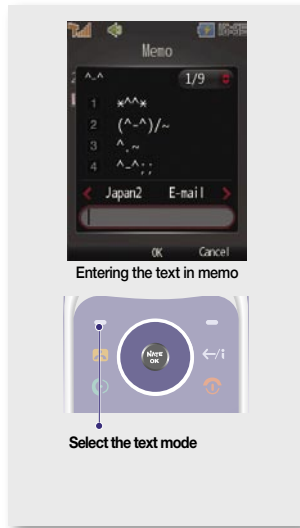 Memo
^-^ 1/9
1 *^^*
2 (^-^)/~
3 ^.~
4 ^-^;;
Japan2 E-mail
OK Cancel
Entering the text in memo
NATE
OK
Select the text mode